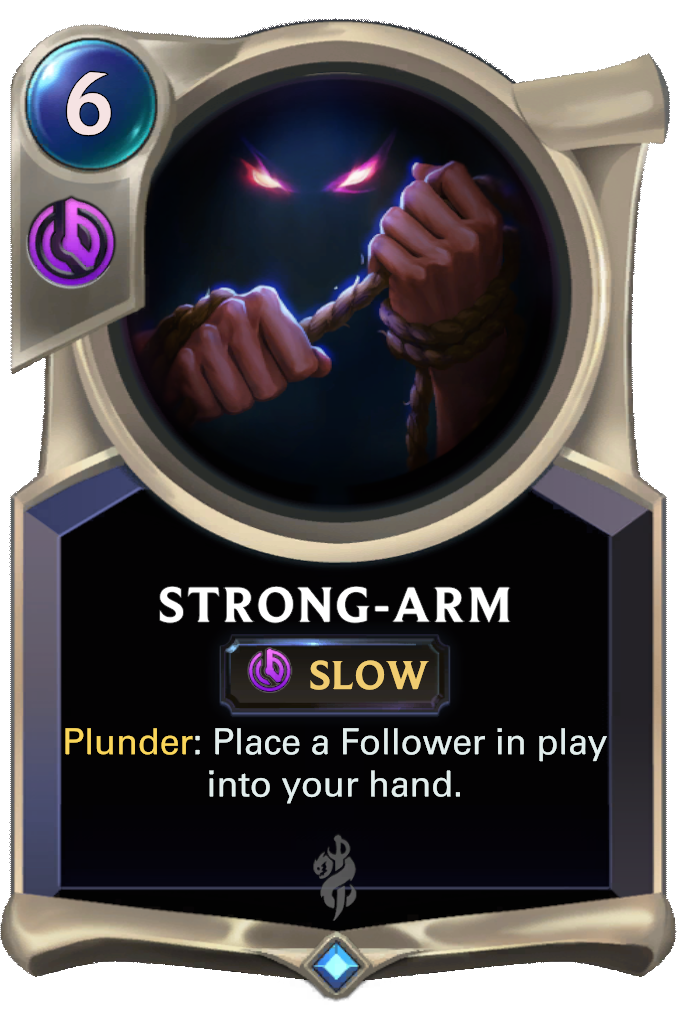 6
STRONG-ARM
SLOW
Plunder: Place a Follower in play
into your hand.